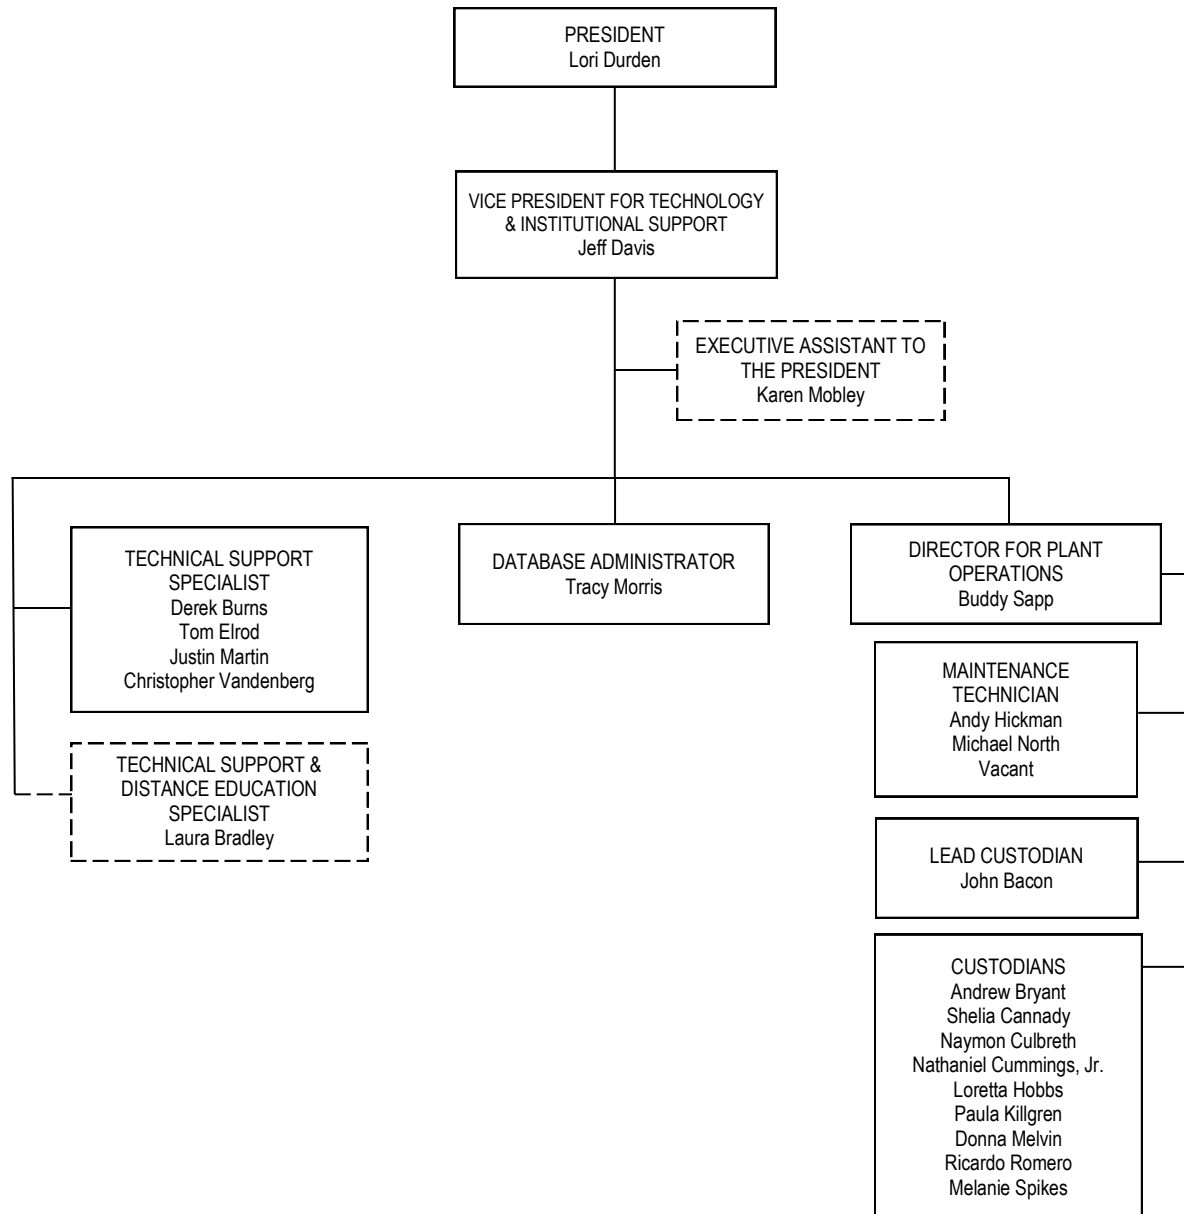 PRESIDENT
Lori Durden
VICE PRESIDENT FOR TECHNOLOGY
& INSTITUTIONAL SUPPORT
Jeff Davis
EXECUTIVE ASSISTANT TO
THE PRESIDENT
Karen Mobley
TECHNICAL SUPPORT
SPECIALIST
Derek Burns
Tom Elrod
Justin Martin
Christopher Vandenberg
TECHNICAL SUPPORT &
DISTANCE EDUCATION
SPECIALIST
Laura Bradley
DATABASE ADMINISTRATOR
Tracy Morris
DIRECTOR FOR PLANT
OPERATIONS
Buddy Sapp
MAINTENANCE
TECHNICIAN
Andy Hickman
Michael North
Vacant
LEAD CUSTODIAN
John Bacon
CUSTODIANS
Andrew Bryant
Shelia Cannady
Naymon Culbreth
Nathaniel Cummings, Jr.
Loretta Hobbs
Paula Killgren
Donna Melvin
Ricardo Romero
Melanie Spikes